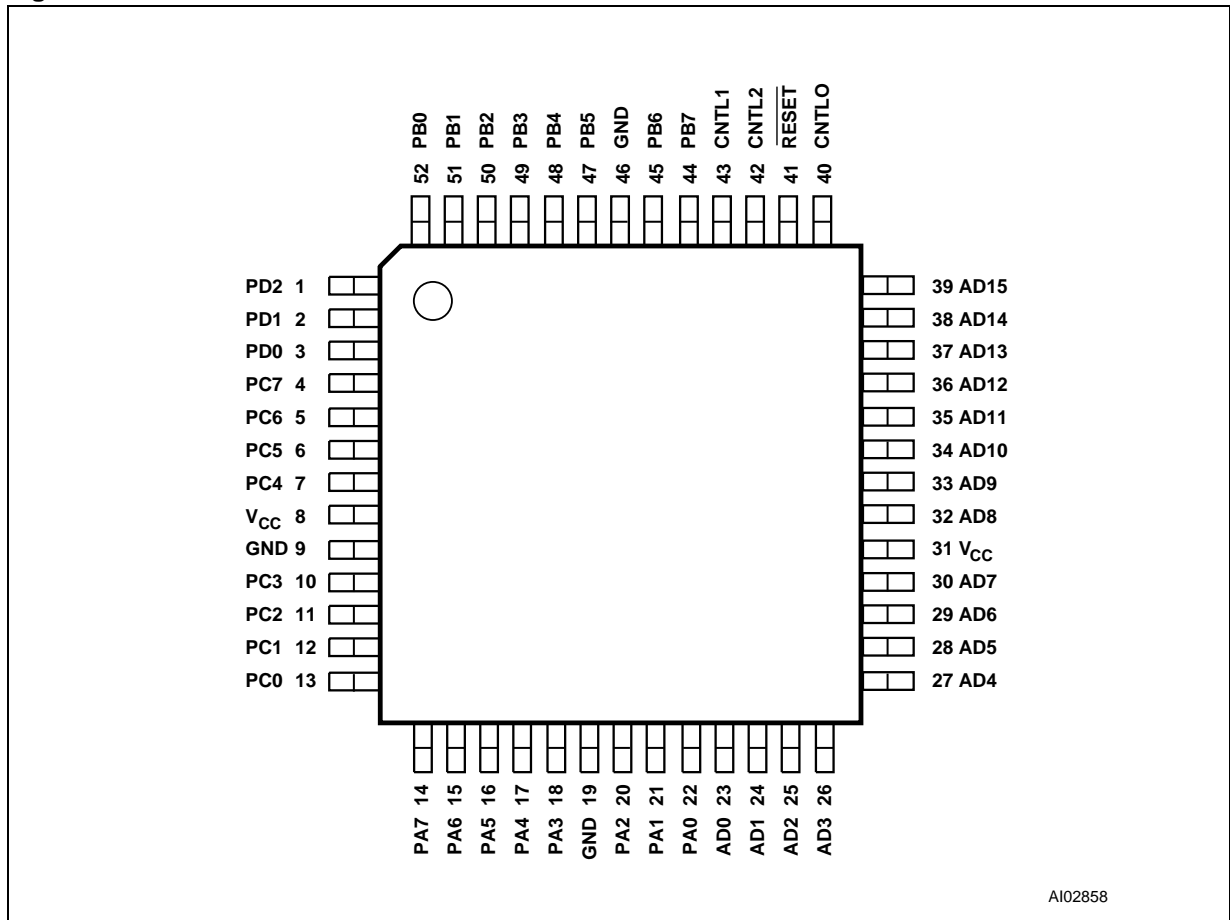 52 PB0
51 PB1
50 PB2
49 PB3
48 PB4
47 PB5
46 GND
45 PB6
44 PB7
43 CNTL1
42 CNTL2
41 RESET
40 CNTLO
PD2 1
PD1 2
PD0 3
PC7 4
PC6 5
PC5 6
PC4 7
VCC 8
GND 9
PC3 10
PC2 11
PC1 12
PC0 13
39 AD15
38 AD14
37 AD13
36 AD12
35 AD11
34 AD10
33 AD9
32 AD8
31 VCC
30 AD7
29 AD6
28 AD5
27 AD4
PA7 14
PA6 15
PA5 16
PA4 17
PA3 18
GND 19
PA2 20
PA1 21
PA0 22
AD0 23
AD1 24
AD2 25
AD3 26
AI02858